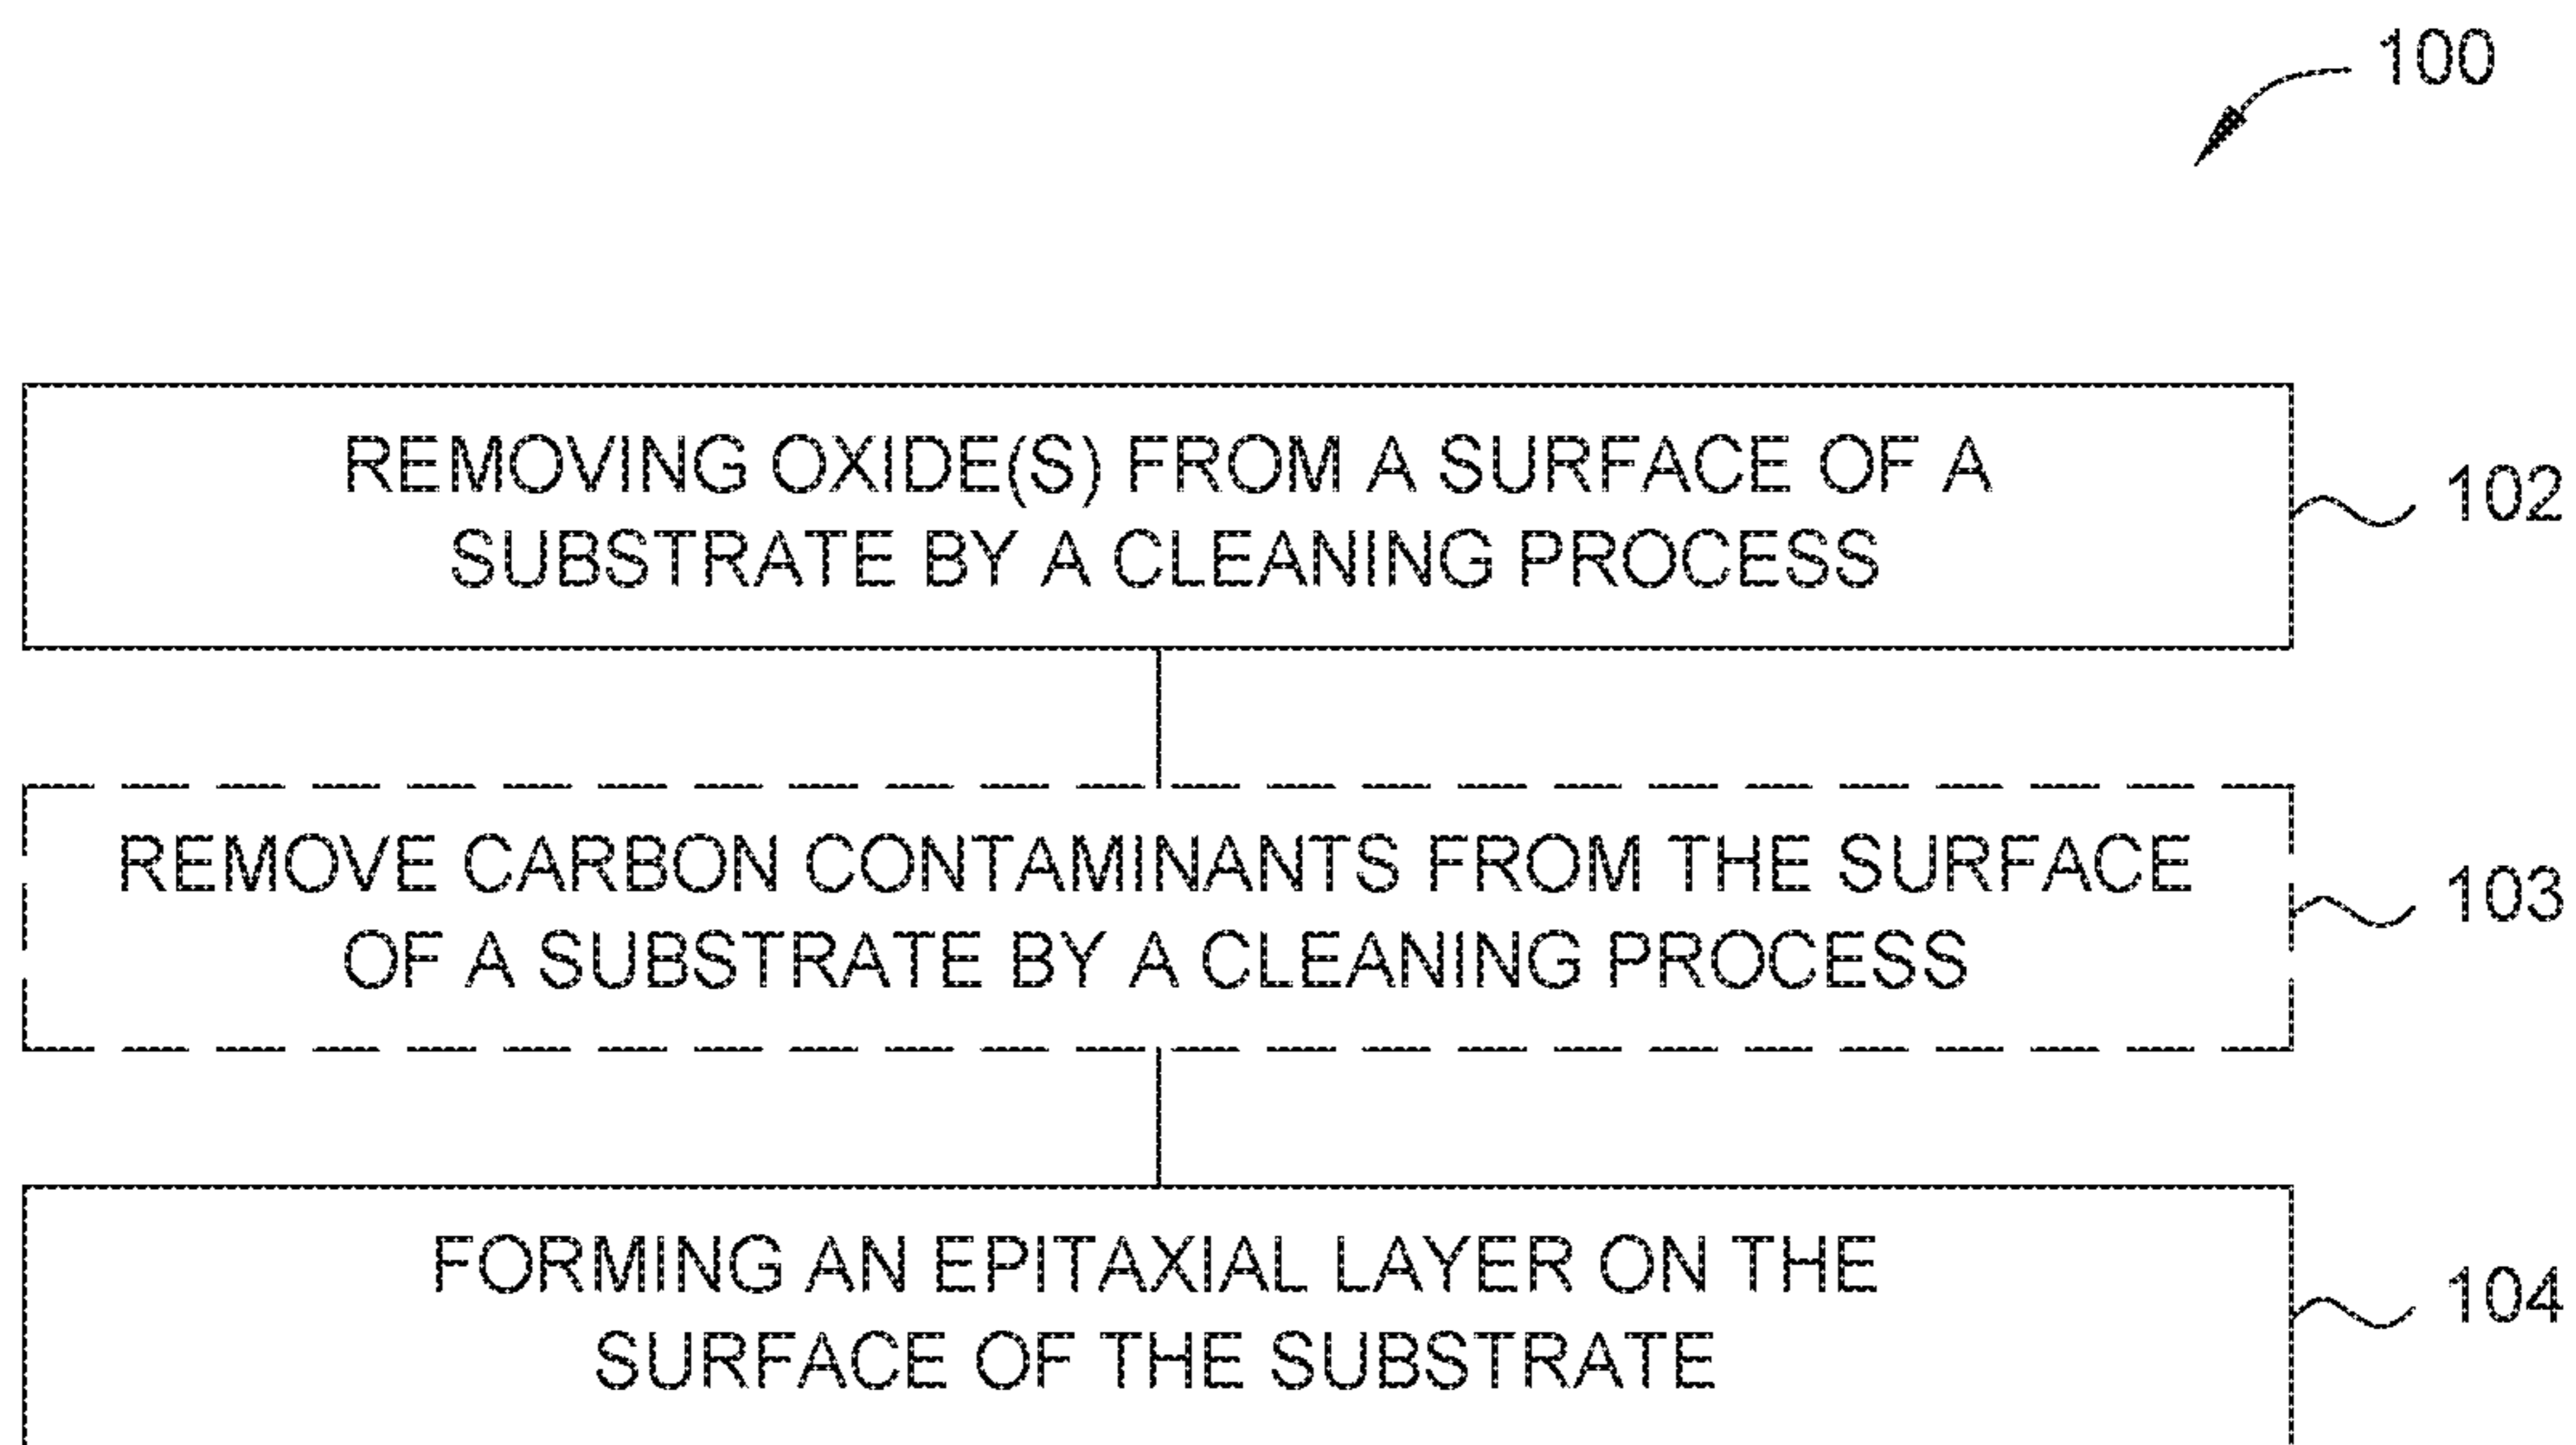 100
REMOVING OXIDE(S) FROM A SURFACE OF A
SUBSTRATE BY A CLEANING PROCESS
102
REMOVE CARBON CONTAMINANTS FROM THE SURFACE
OF A SUBSTRATE BY A CLEANING PROCESS
103
FORMING AN EPITAXIAL LAYER ON THE
SURFACE OF THE SUBSTRATE
104